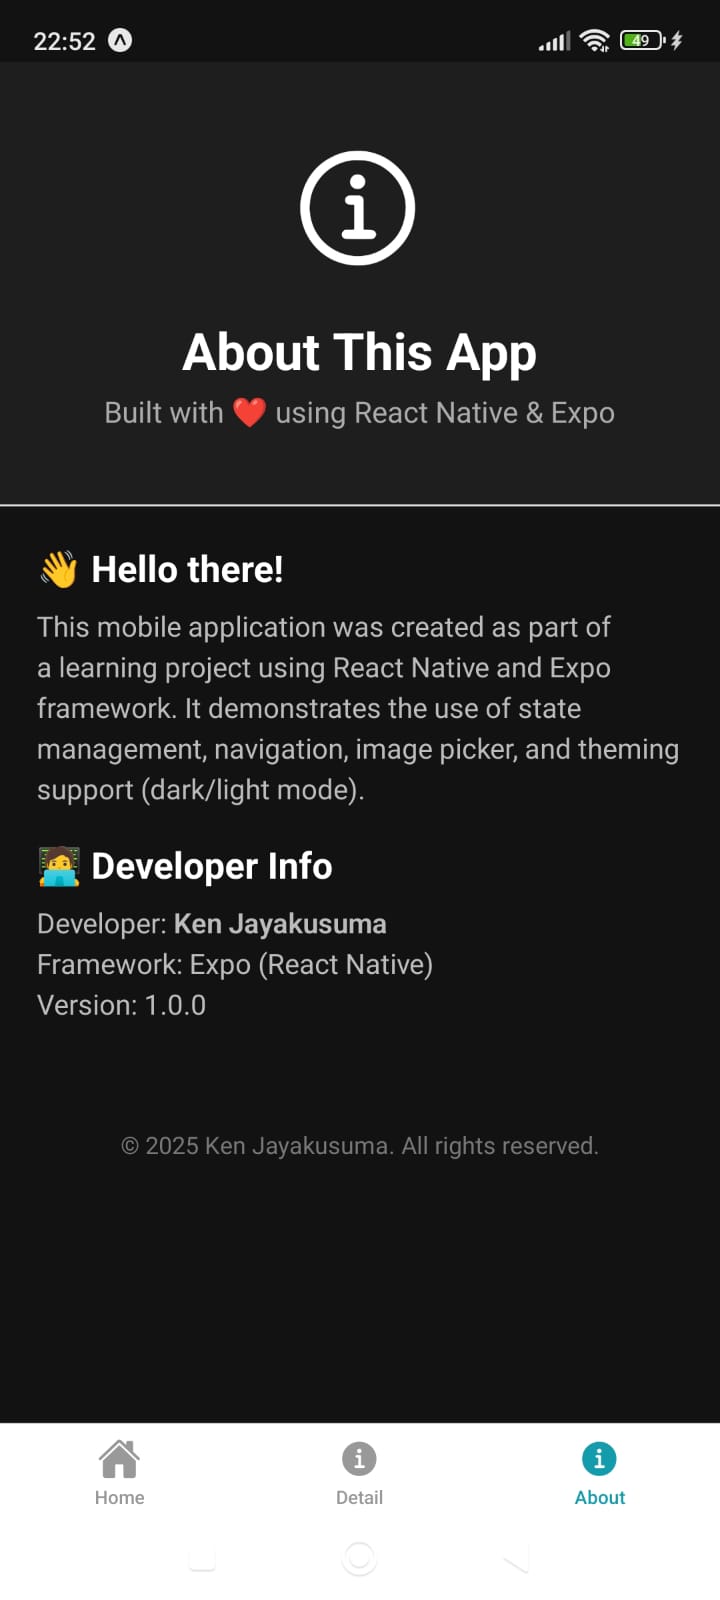 22:52
49
About This App
Built with ❤️ using React Native & Expo
👋 Hello there!
This mobile application was created as part of
a learning project using React Native and Expo
framework. It demonstrates the use of state
management, navigation, image picker, and theming
support (dark/light mode).
🧑‍💻 Developer Info
Developer: Ken Jayakusuma
Framework: Expo (React Native)
Version: 1.0.0
© 2025 Ken Jayakusuma. All rights reserved.
Home
Detail
About